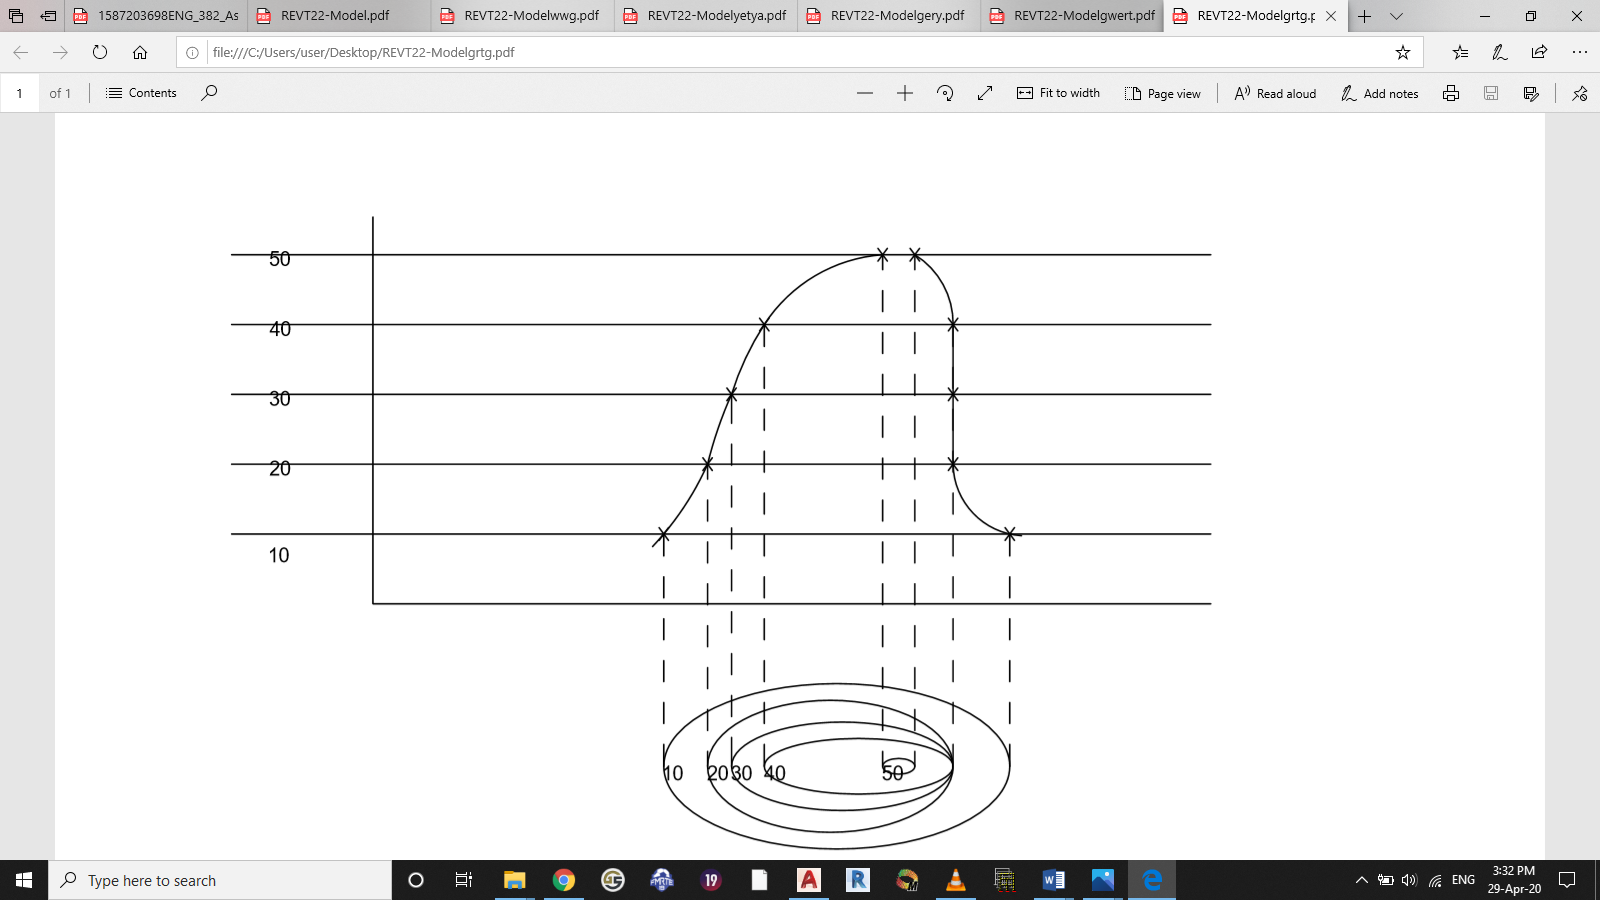 1587203698ENG_382_As
REVT22-Model.pdf
REVT22-Modelwwg.pdf
REVT22-Modelyetya.pdf
REVT22-Modelgery.pdf
REVT22-Modelgwert.pdf
REVT22-Modelgrtg.p
file:///C:/Users/user/Desktop/REVT22-Modelgrtg.pdf
1 of 1 Contents Fit to width Page view Read aloud Add notes
50
40
30
20
10
10 20 30 40 50
Type here to search
19
ENG
3:32 PM
29-Apr-20